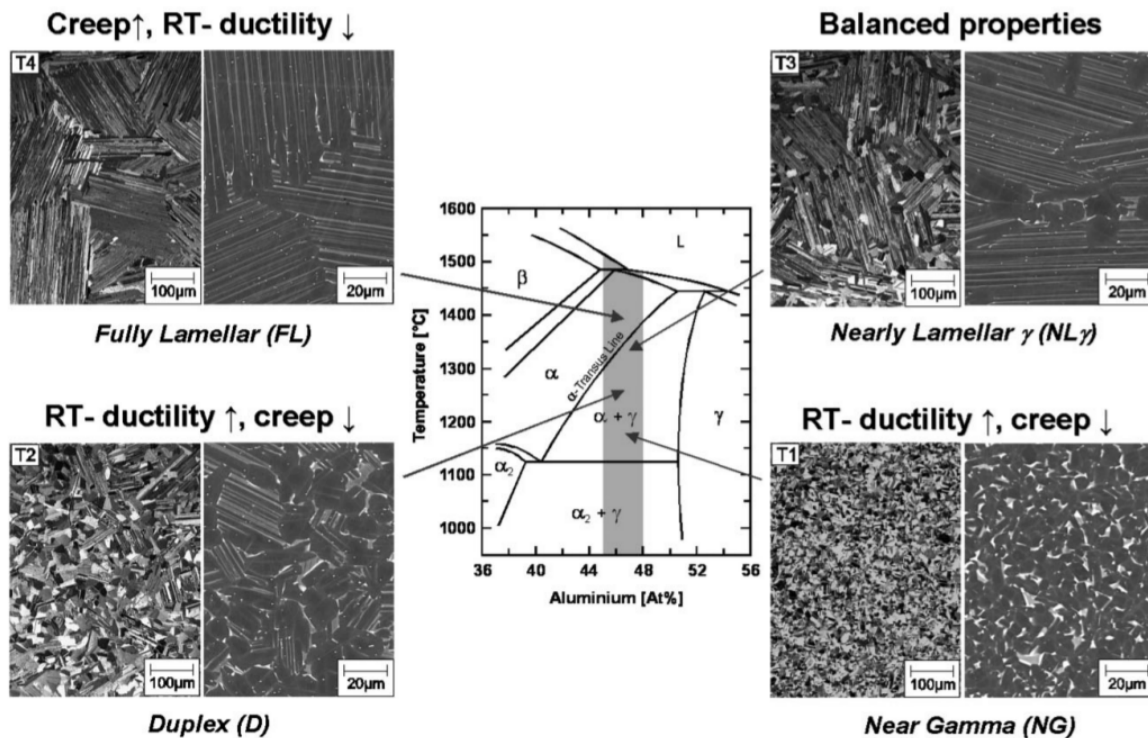 Creep↑, RT- ductility ↓
T4
100µm
20µm
Fully Lamellar (FL)
Balanced properties
T3
100µm
20µm
Nearly Lamellar γ (NLγ)
RT- ductility ↑, creep ↓
T2
100µm
20µm
Duplex (D)
RT- ductility ↑, creep ↓
T1
100µm
20µm
Near Gamma (NG)
Temperature [°C]
1600
1500
1400
1300
1200
1100
1000
L
β
α
α- Transus Line
α + γ
γ
α₂
α₂ + γ
36 40 44 48 52 56
Aluminium [At%]